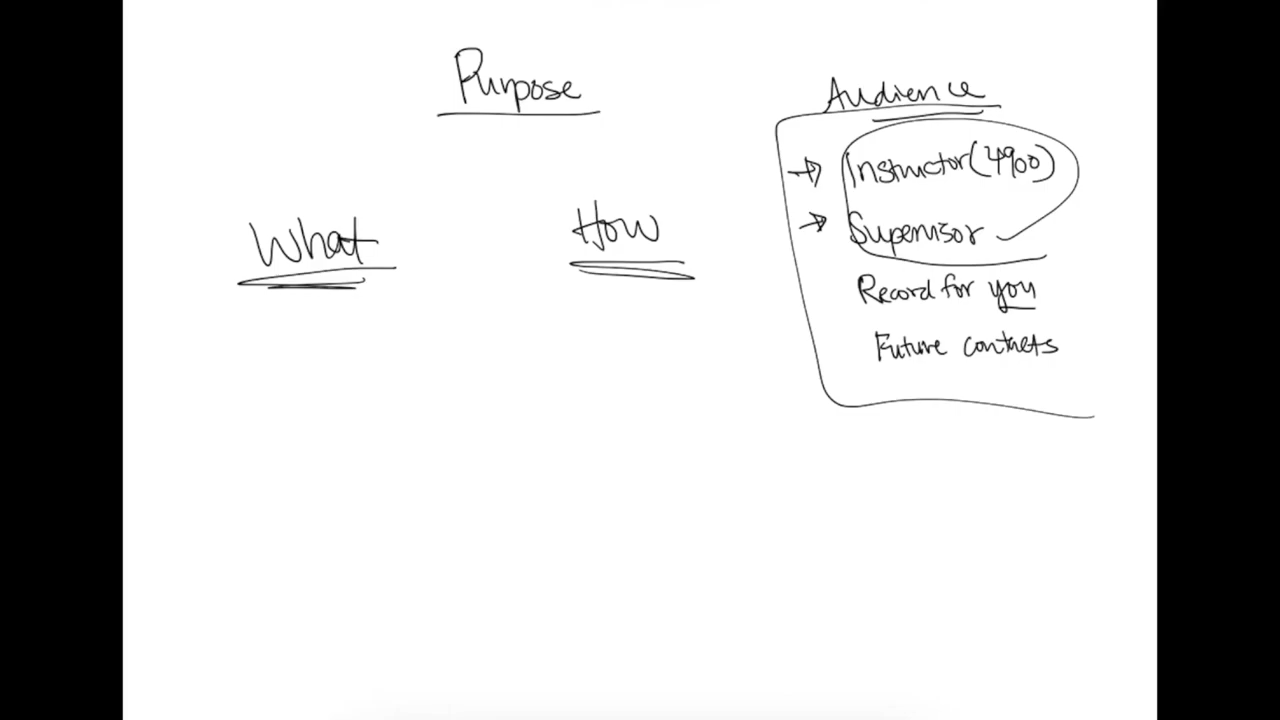 Purpose
Audience
Instructor (4900)
Supervisor
What
How
Record for you
Future contacts